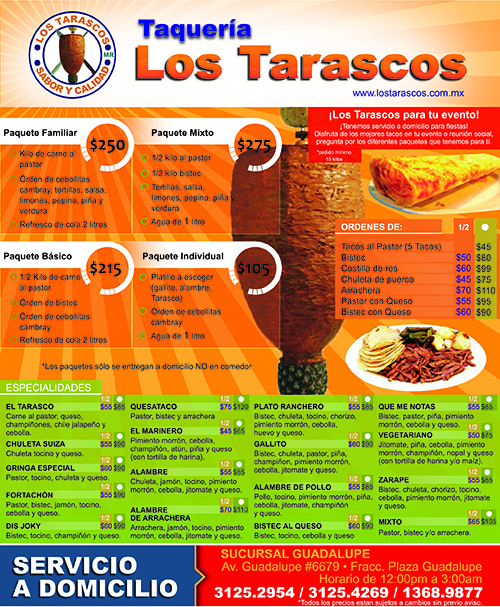 LOS TARASCOS
SABOR Y CALIDAD
MR
Taquería
Los Tarascos
www.lostarascos.com.mx
Paquete Familiar
$250
Kilo de carne al
pastor
Órden de cebollitas
cambray, tortillas, salsa,
limones, pepino, piña y
verdura
Refresco de cola 2 litros
Paquete Mixto
$275
1/2 kilo al pastor
1/2 kilo bistec
Tortillas, salsa,
limones, pepino, piña y
verdura
Agua de 1 litro
¡Los Tarascos para tu evento!
¡Tenemos servicio a domicilio para fiestas!
Disfruta de los mejores tacos en tu evento o reunión social,
pregunta por los diferentes paquetes que tenemos para tí.
*pedido mínimo
15 kilos
Paquete Básico
$215
1/2 Kilo de carne
al pastor
Órden de bistec
Órden de cebollitas
cambray
Refresco de cola 2 litros
Paquete Individual
$105
Platillo a escoger
(gallito, alambre,
Tarasco)
Órden de cebollitas
cambray
Agua de 1 litro
ORDENES DE: 1/2
Tacos al Pastor (5 Tacos) $45
Bistec $50 $80
Costilla de res $60 $99
Chuleta de puerco $45 $75
Arrachera $70 $110
Pastor con Queso $55 $95
Bistec con Queso $60 $90
*Los paquetes sólo se entregan a domicilio NO en comedor
ESPECIALIDADES
1/2
EL TARASCO $55 $85
Carne al pastor, queso,
champiñones, chile jalapeño y
cebolla.
1/2
CHULETA SUIZA $55 $90
Chuleta tocino y queso.
1/2
GRINGA ESPECIAL $60 $90
Pastor, tocino, chuleta y queso.
1/2
FORTACHÓN $55 $90
Pastor, bistec, jamón, tocino,
cebolla y queso.
1/2
DIS JOKY $60 $90
Bistec, tocino, champiñón y queso.
1/2
QUESATACO $75 $120
Pastor, bistec y arrachera
1/2
EL MARINERO $45 $65
Pimiento morrón, cebolla,
champiñón, atún, piña y queso
(con tortilla de harina).
1/2
ALAMBRE $55 $85
Chuleta, jamón, tocino, pimiento
morrón, cebolla, jitomate y queso.
1/2
ALAMBRE
DE ARRACHERA $70 $110
Arrachera, jamón, tocino, pimiento
morrón, cebolla, jitomate y queso.
1/2
PLATO RANCHERO $55 $85
Bistec, chuleta, tocino, chorizo,
pimiento morrón, cebolla,
huevo y queso.
1/2
GALLITO $60 $90
Bistec, chuleta, pastor, piña,
champiñón, pimiento morrón,
cebolla, jitomate y queso.
1/2
ALAMBRE DE POLLO $55 $85
Pollo, tocino, pimiento morrón, piña,
cebolla, champiñón, jitomate y queso.
1/2
BISTEC AL QUESO $60 $90
Bistec, tocino, cebolla y queso.
1/2
QUE ME NOTAS $55 $85
Bistec, pastor, piña, pimiento
morrón, cebolla y queso.
1/2
VEGETARIANO $50 $75
Jitomate, piña, cebolla, pimiento
morrón, champiñón, nopal y queso
(con tortilla de harina y/o maíz)
1/2
ZARAPE $55 $85
Bistec, chuleta, chorizo, tocino,
cebolla, pimiento morrón, jitomate
y queso.
1/2
MIXTO $65 $105
Pastor, bistec y/o arrachera.
SERVICIO
A DOMICILIO
SUCURSAL GUADALUPE
Av. Guadalupe #6679 • Fracc. Plaza Guadalupe
Horario de 12:00pm a 3:00am
3125.2954 / 3125.4269 / 1368.9877
*Todos los precios estan sujetos a cambios sin previo aviso.